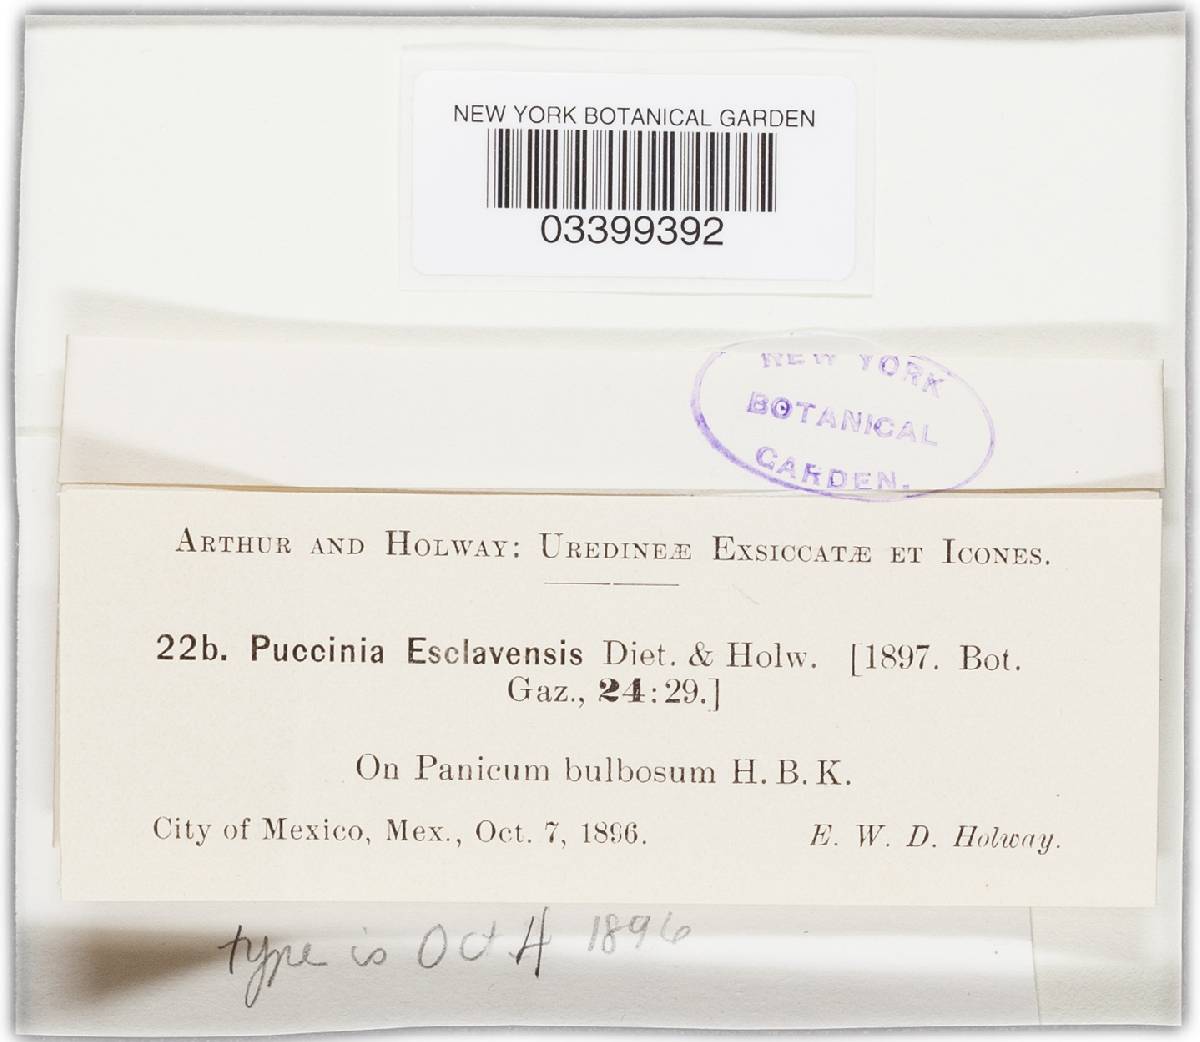 NEW YORK BOTANICAL GARDEN
03399392
NEW YORK
BOTANICAL
GARDEN.
ARTHUR AND HOLWAY: UREDINEÆ EXSICCATÆ ET ICONES.
22b. Puccinia Esclavensis Diet. & Holw. [1897. Bot.
Gaz., 24:29.]
On Panicum bulbosum H. B. K.
City of Mexico, Mex., Oct. 7, 1896. E. W. D. Holway.
type is Oct 4 1896